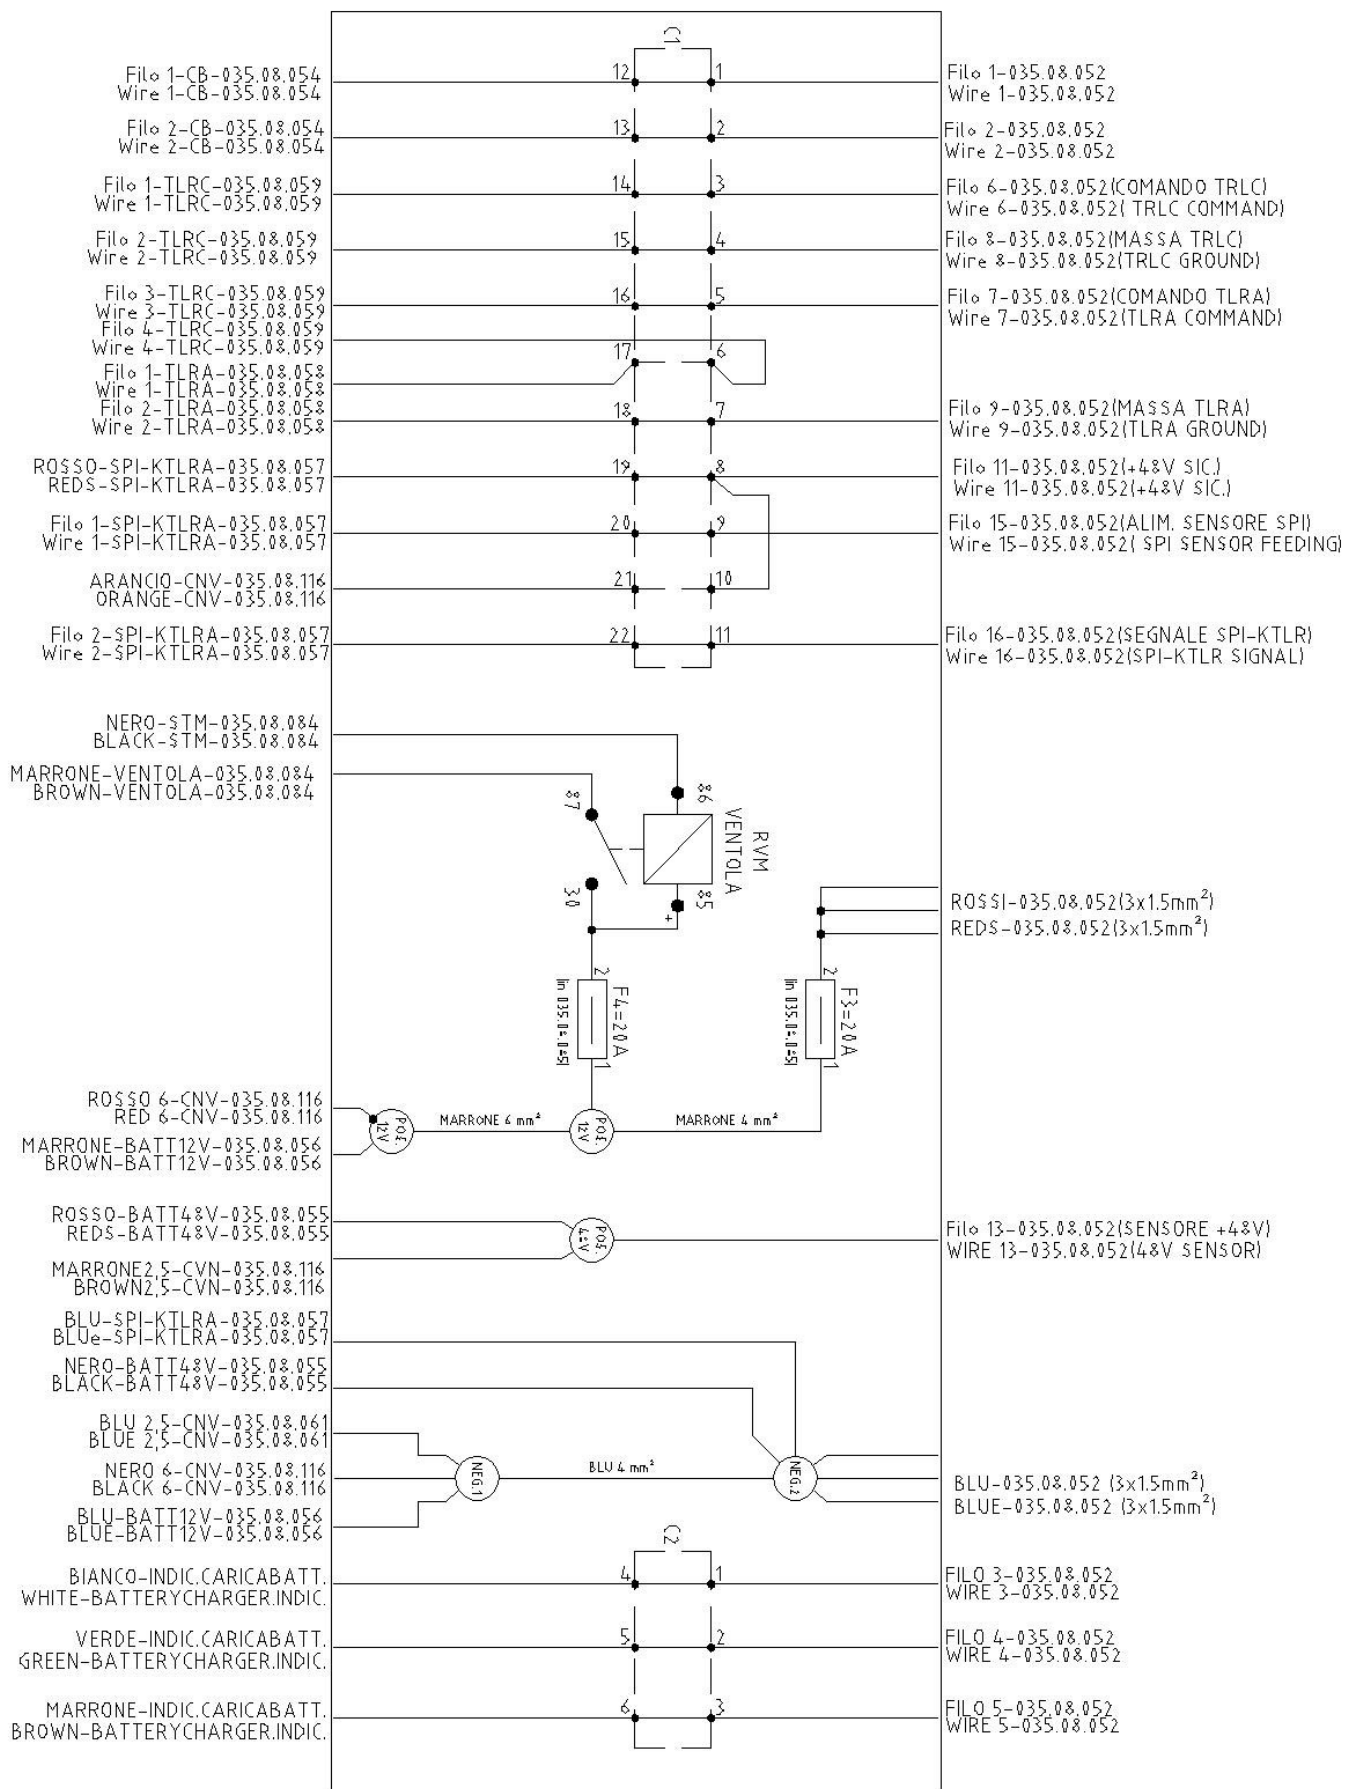 C1
Filo 1-CB-035.08.054
Wire 1-CB-035.08.054
12
1
Filo 1-035.08.052
Wire 1-035.08.052
Filo 2-CB-035.08.054
Wire 2-CB-035.08.054
13
2
Filo 2-035.08.052
Wire 2-035.08.052
Filo 1-TLRC-035.08.059
Wire 1-TLRC-035.08.059
14
3
Filo 6-035.08.052(COMANDO TRLC)
Wire 6-035.08.052( TRLC COMMAND)
Filo 2-TLRC-035.08.059
Wire 2-TLRC-035.08.059
15
4
Filo 8-035.08.052(MASSA TRLC)
Wire 8-035.08.052(TRLC GROUND)
Filo 3-TLRC-035.08.059
Wire 3-TLRC-035.08.059
16
5
Filo 7-035.08.052(COMANDO TLRA)
Wire 7-035.08.052(TLRA COMMAND)
Filo 4-TLRC-035.08.059
Wire 4-TLRC-035.08.059
17
6
Filo 1-TLRA-035.08.058
Wire 1-TLRA-035.08.058
Filo 2-TLRA-035.08.058
Wire 2-TLRA-035.08.058
18
7
Filo 9-035.08.052(MASSA TLRA)
Wire 9-035.08.052(TLRA GROUND)
ROSSO-SPI-KTLRA-035.08.057
REDS-SPI-KTLRA-035.08.057
19
8
Filo 11-035.08.052(+48V SIC.)
Wire 11-035.08.052(+48V SIC.)
Filo 1-SPI-KTLRA-035.08.057
Wire 1-SPI-KTLRA-035.08.057
20
9
Filo 15-035.08.052(ALIM. SENSORE SPI)
Wire 15-035.08.052( SPI SENSOR FEEDING)
ARANCIO-CNV-035.08.116
ORANGE-CNV-035.08.116
21
10
Filo 2-SPI-KTLRA-035.08.057
Wire 2-SPI-KTLRA-035.08.057
22
11
Filo 16-035.08.052(SEGNALE SPI-KTLR)
Wire 16-035.08.052(SPI-KTLR SIGNAL)
NERO-STM-035.08.084
BLACK-STM-035.08.084
MARRONE-VENTOLA-035.08.084
BROWN-VENTOLA-035.08.084
87
86
RVM
VENTOLA
30
85
+
ROSSI-035.08.052(3x1.5mm²)
REDS-035.08.052(3x1.5mm²)
2
F4=20A
1
2
F3=20A
1
ROSSO 6-CNV-035.08.116
RED 6-CNV-035.08.116
MARRONE-BATT12V-035.08.056
BROWN-BATT12V-035.08.056
POS.
12V
MARRONE 6 mm²
POS.
12V
MARRONE 4 mm²
ROSSO-BATT48V-035.08.055
REDS-BATT48V-035.08.055
MARRONE2,5-CVN-035.08.116
BROWN2,5-CVN-035.08.116
POS.
48V
Filo 13-035.08.052(SENSORE +48V)
WIRE 13-035.08.052(48V SENSOR)
BLU-SPI-KTLRA-035.08.057
BLUe-SPI-KTLRA-035.08.057
NERO-BATT48V-035.08.055
BLACK-BATT48V-035.08.055
BLU 2,5-CNV-035.08.061
BLUE 2,5-CNV-035.08.061
NERO 6-CNV-035.08.116
BLACK 6-CNV-035.08.116
BLU-BATT12V-035.08.056
BLUE-BATT12V-035.08.056
NEG.1
BLU 4 mm²
NEG.2
BLU-035.08.052 (3x1.5mm²)
BLUE-035.08.052 (3x1.5mm²)
C2
BIANCO-INDIC.CARICABATT.
WHITE-BATTERYCHARGER.INDIC.
4
1
FILO 3-035.08.052
WIRE 3-035.08.052
VERDE-INDIC.CARICABATT.
GREEN-BATTERYCHARGER.INDIC.
5
2
FILO 4-035.08.052
WIRE 4-035.08.052
MARRONE-INDIC.CARICABATT.
BROWN-BATTERYCHARGER.INDIC.
6
3
FILO 5-035.08.052
WIRE 5-035.08.052